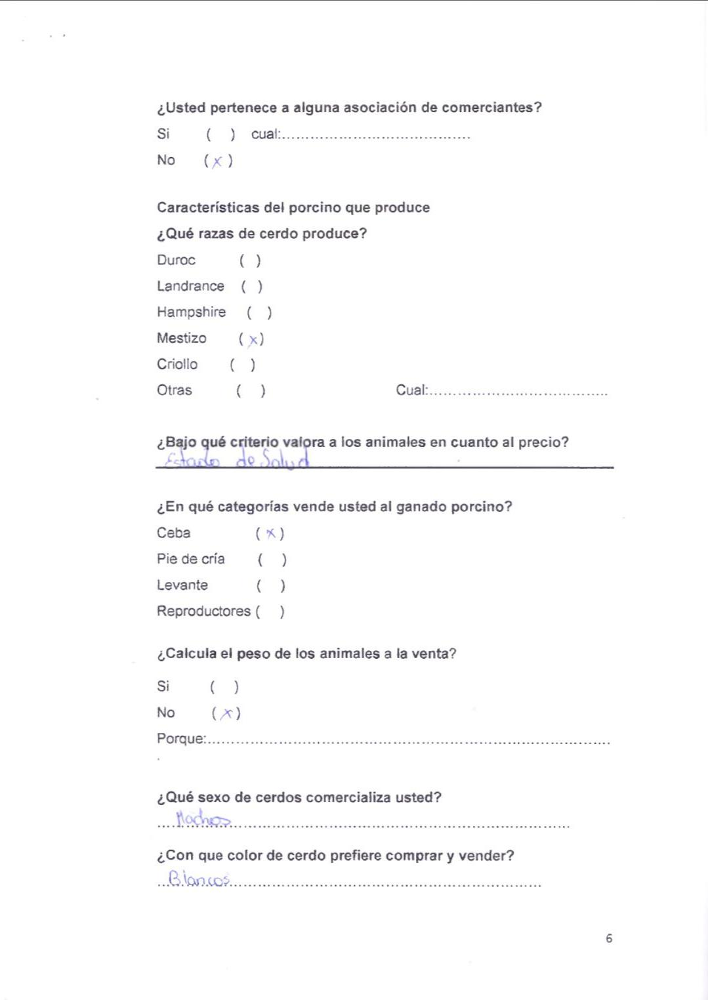 ¿Usted pertenece a alguna asociación de comerciantes?
Si ( ) cual:.......................................
No (x)
Características del porcino que produce
¿Qué razas de cerdo produce?
Duroc ( )
Landrance ( )
Hampshire ( )
Mestizo (x)
Criollo ( )
Otras ( ) Cual:.....................................
¿Bajo qué criterio valora a los animales en cuanto al precio?
Estado de Salud
¿En qué categorías vende usted al ganado porcino?
Ceba (x)
Pie de cría ( )
Levante ( )
Reproductores ( )
¿Calcula el peso de los animales a la venta?
Si ( )
No (x)
Porque:....................................................................................
¿Qué sexo de cerdos comercializa usted?
Machos
¿Con que color de cerdo prefiere comprar y vender?
Blancos
6